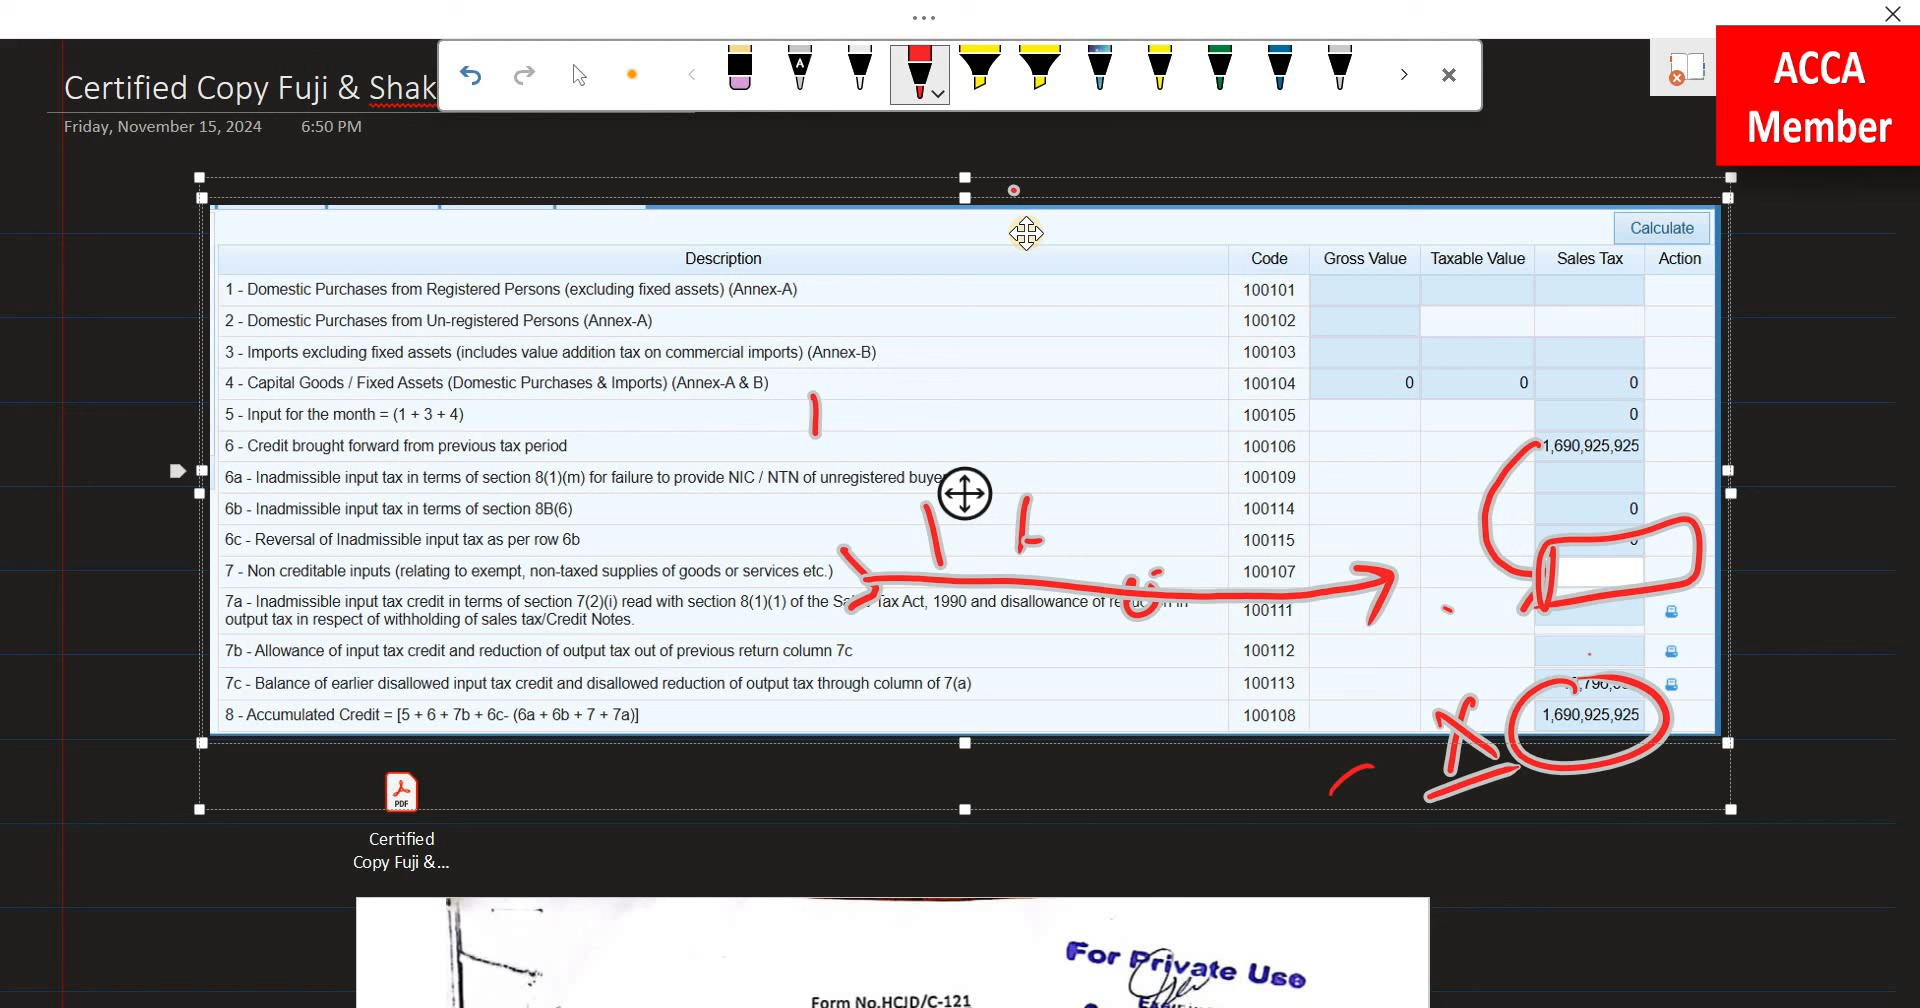 ACCA
Member
Certified Copy Fuji & Shak
Friday, November 15, 2024 6:50 PM
A
Calculate
Description Code Gross Value Taxable Value Sales Tax Action
1 - Domestic Purchases from Registered Persons (excluding fixed assets) (Annex-A) 100101
2 - Domestic Purchases from Un-registered Persons (Annex-A) 100102
3 - Imports excluding fixed assets (includes value addition tax on commercial imports) (Annex-B) 100103
4 - Capital Goods / Fixed Assets (Domestic Purchases & Imports) (Annex-A & B) 100104 0 0 0
5 - Input for the month = (1 + 3 + 4) 100105 0
6 - Credit brought forward from previous tax period 100106 1,690,925,925
6a - Inadmissible input tax in terms of section 8(1)(m) for failure to provide NIC / NTN of unregistered buye 100109
6b - Inadmissible input tax in terms of section 8B(6) 100114 0
6c - Reversal of Inadmissible input tax as per row 6b 100115
7 - Non creditable inputs (relating to exempt, non-taxed supplies of goods or services etc.) 100107
7a - Inadmissible input tax credit in terms of section 7(2)(i) read with section 8(1)(1) of the Tax Act, 1990 and disallowance of in 100111
output tax in respect of withholding of sales tax/Credit Notes.
7b - Allowance of input tax credit and reduction of output tax out of previous return column 7c 100112
7c - Balance of earlier disallowed input tax credit and disallowed reduction of output tax through column of 7(a) 100113
8 - Accumulated Credit = [5 + 6 + 7b + 6c- (6a + 6b + 7 + 7a)] 100108 1,690,925,925
PDF
Certified
Copy Fuji &...
For Private Use
Form No.HCJD/C-121